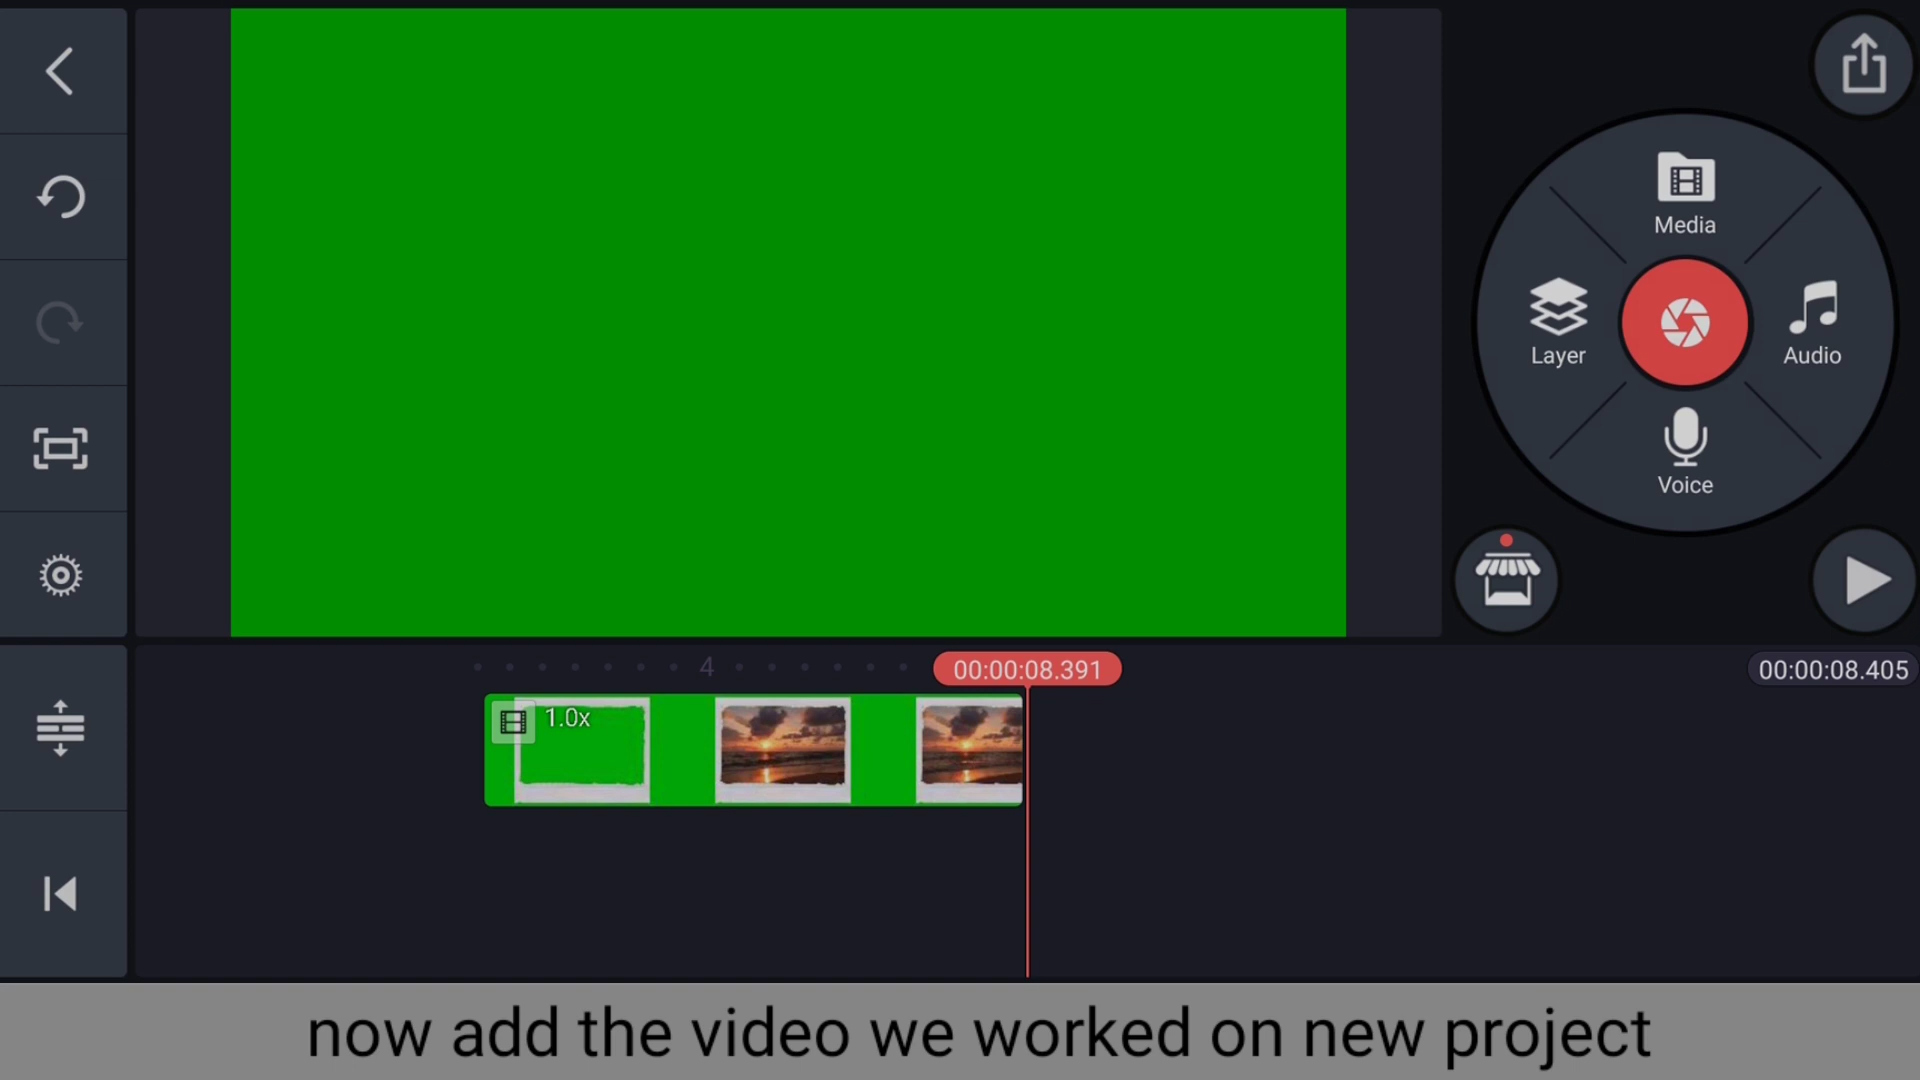 Media
Layer
Audio
Voice
4
00:00:08.391
00:00:08.405
1.0x
now add the video we worked on new project